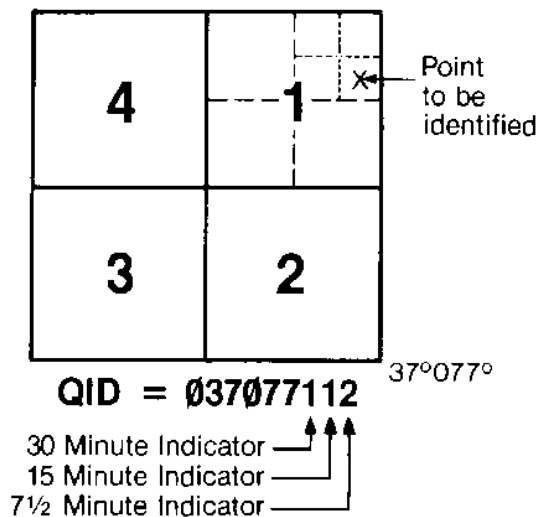 4
1
Point
to be
identified
X
3
2
37°077°
QID = Ø37Ø77112
30 Minute Indicator
15 Minute Indicator
7½ Minute Indicator